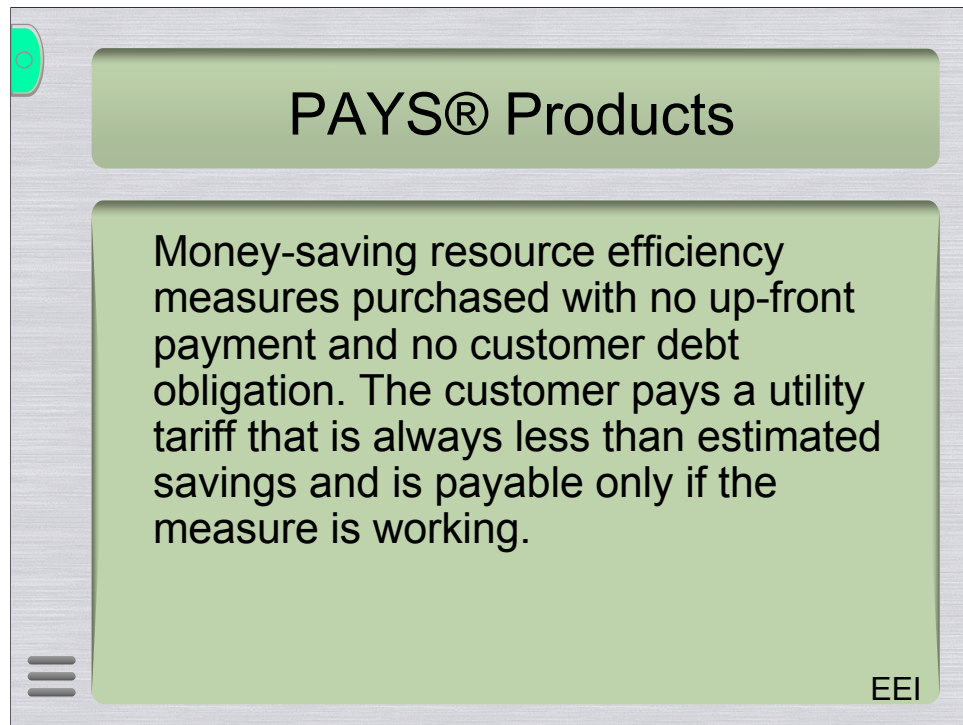 PAYS® Products
Money-saving resource efficiency
measures purchased with no up-front
payment and no customer debt
obligation. The customer pays a utility
tariff that is always less than estimated
savings and is payable only if the
measure is working.
EEI